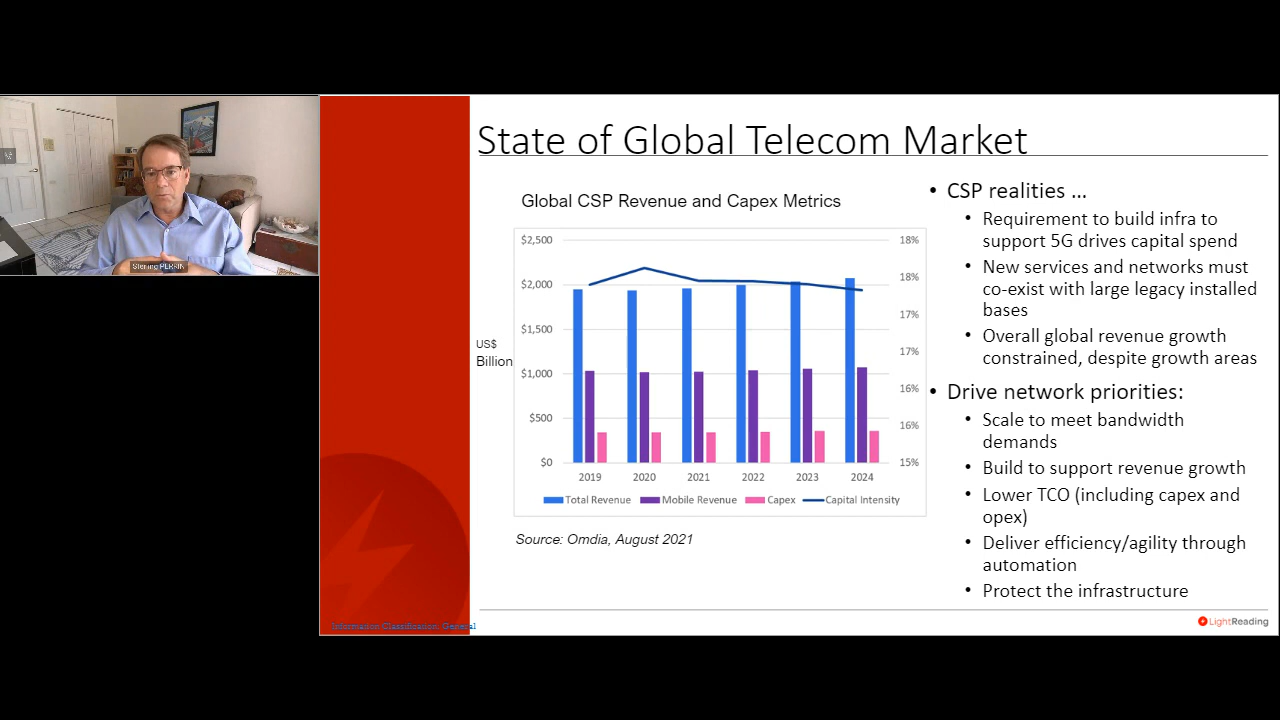 State of Global Telecom Market
Global CSP Revenue and Capex Metrics
$2,500
$2,000
$1,500
$1,000
$500
$0
US$
Billion
18%
18%
17%
17%
16%
16%
15%
2019 2020 2021 2022 2023 2024
Total Revenue Mobile Revenue Capex Capital Intensity
Source: Omdia, August 2021
• CSP realities ...
• Requirement to build infra to
support 5G drives capital spend
• New services and networks must
co-exist with large legacy installed
bases
• Overall global revenue growth
constrained, despite growth areas
• Drive network priorities:
• Scale to meet bandwidth
demands
• Build to support revenue growth
• Lower TCO (including capex and
opex)
• Deliver efficiency/agility through
automation
• Protect the infrastructure
Sterling PERRIN
Information Classification: General
LightReading